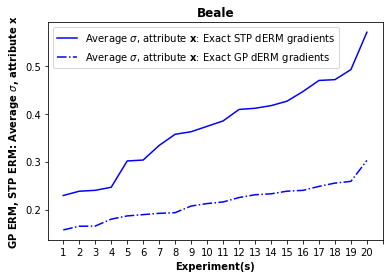 Beale
Average σ, attribute x: Exact STP dERM gradients
Average σ, attribute x: Exact GP dERM gradients
GP ERM, STP ERM: Average σ, attribute x
0.5
0.4
0.3
0.2
1 2 3 4 5 6 7 8 9 10 11 12 13 14 15 16 17 18 19 20
Experiment(s)